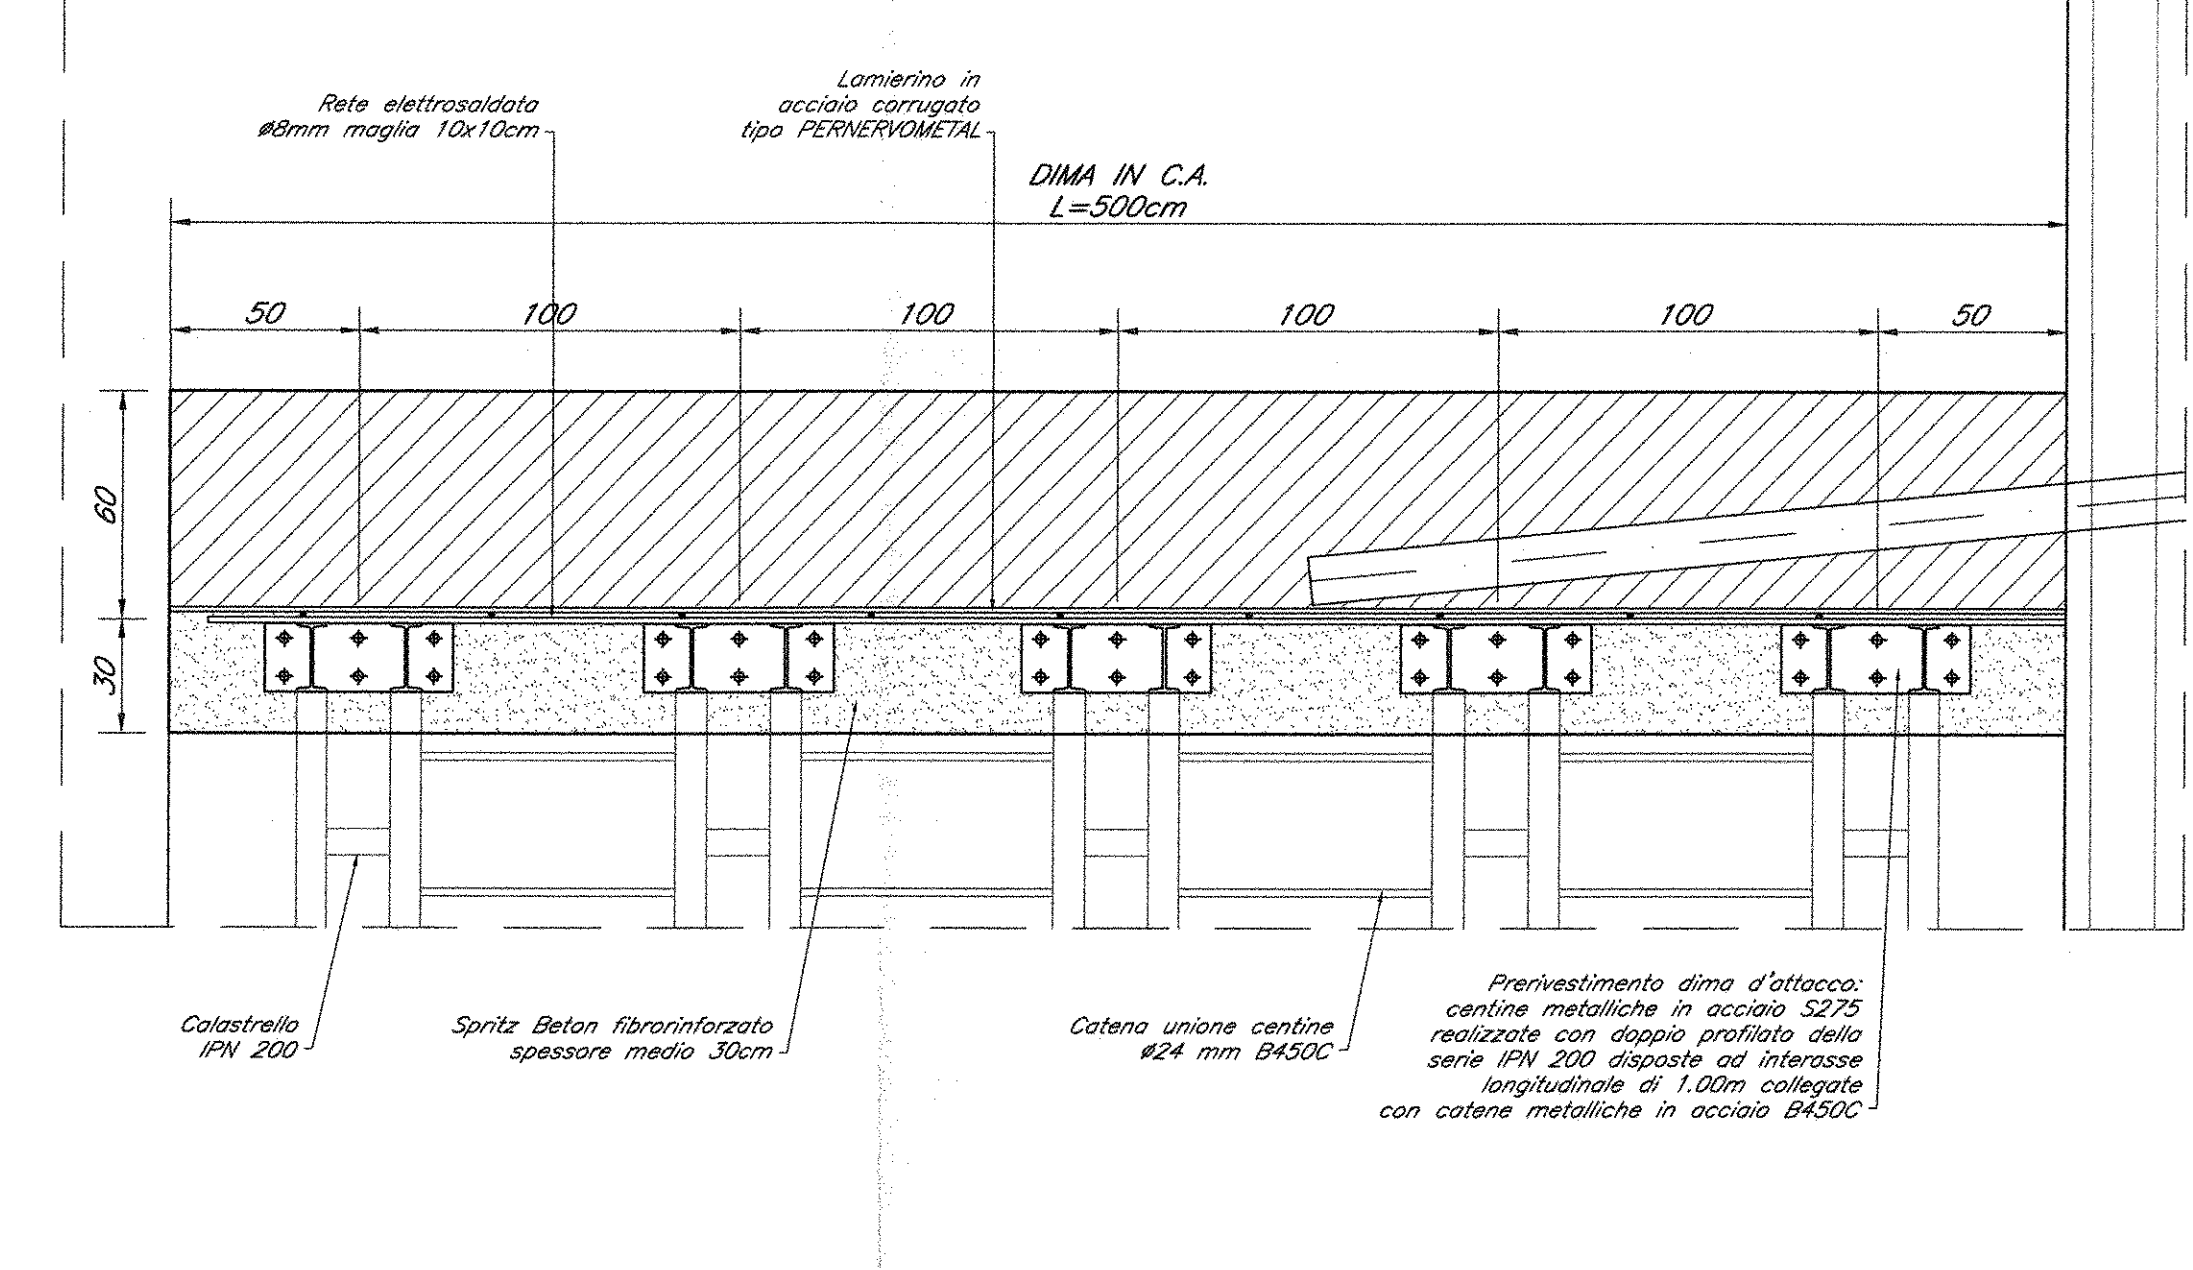 Rete elettrosaldata
ø8mm maglia 10x10cm
Lamierino in
acciaio corrugato
tipo PERNERVOMETAL
DIMA IN C.A.
L=500cm
50
100
100
100
100
50
60
30
Calastrello
IPN 200
Spritz Beton fibrorinforzato
spessore medio 30cm
Catena unione centine
ø24 mm B450C
Prerivestimento dima d'attacco:
centine metalliche in acciaio S275
realizzate con doppio profilato della
serie IPN 200 disposte ad interasse
longitudinale di 1.00m collegate
con catene metalliche in acciaio B450C